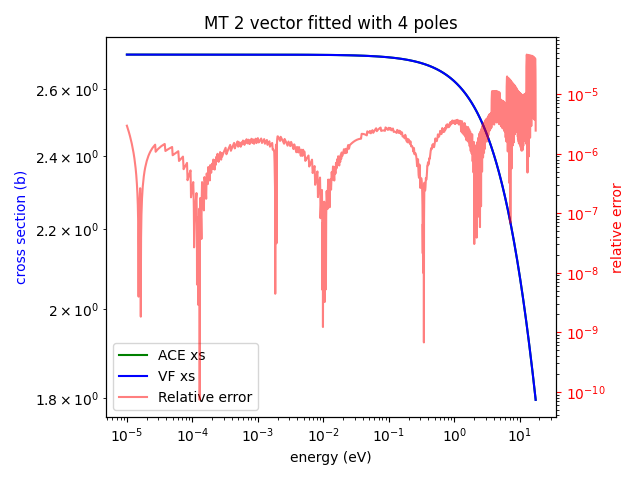 MT 2 vector fitted with 4 poles
cross section (b)
2.6 × 10⁰
2.4 × 10⁰
2.2 × 10⁰
2 × 10⁰
1.8 × 10⁰
10⁻⁵
10⁻⁶
10⁻⁷
10⁻⁸
10⁻⁹
10⁻¹⁰
relative error
ACE xs
VF xs
Relative error
10⁻⁵ 10⁻⁴ 10⁻³ 10⁻² 10⁻¹ 10⁰ 10¹
energy (eV)